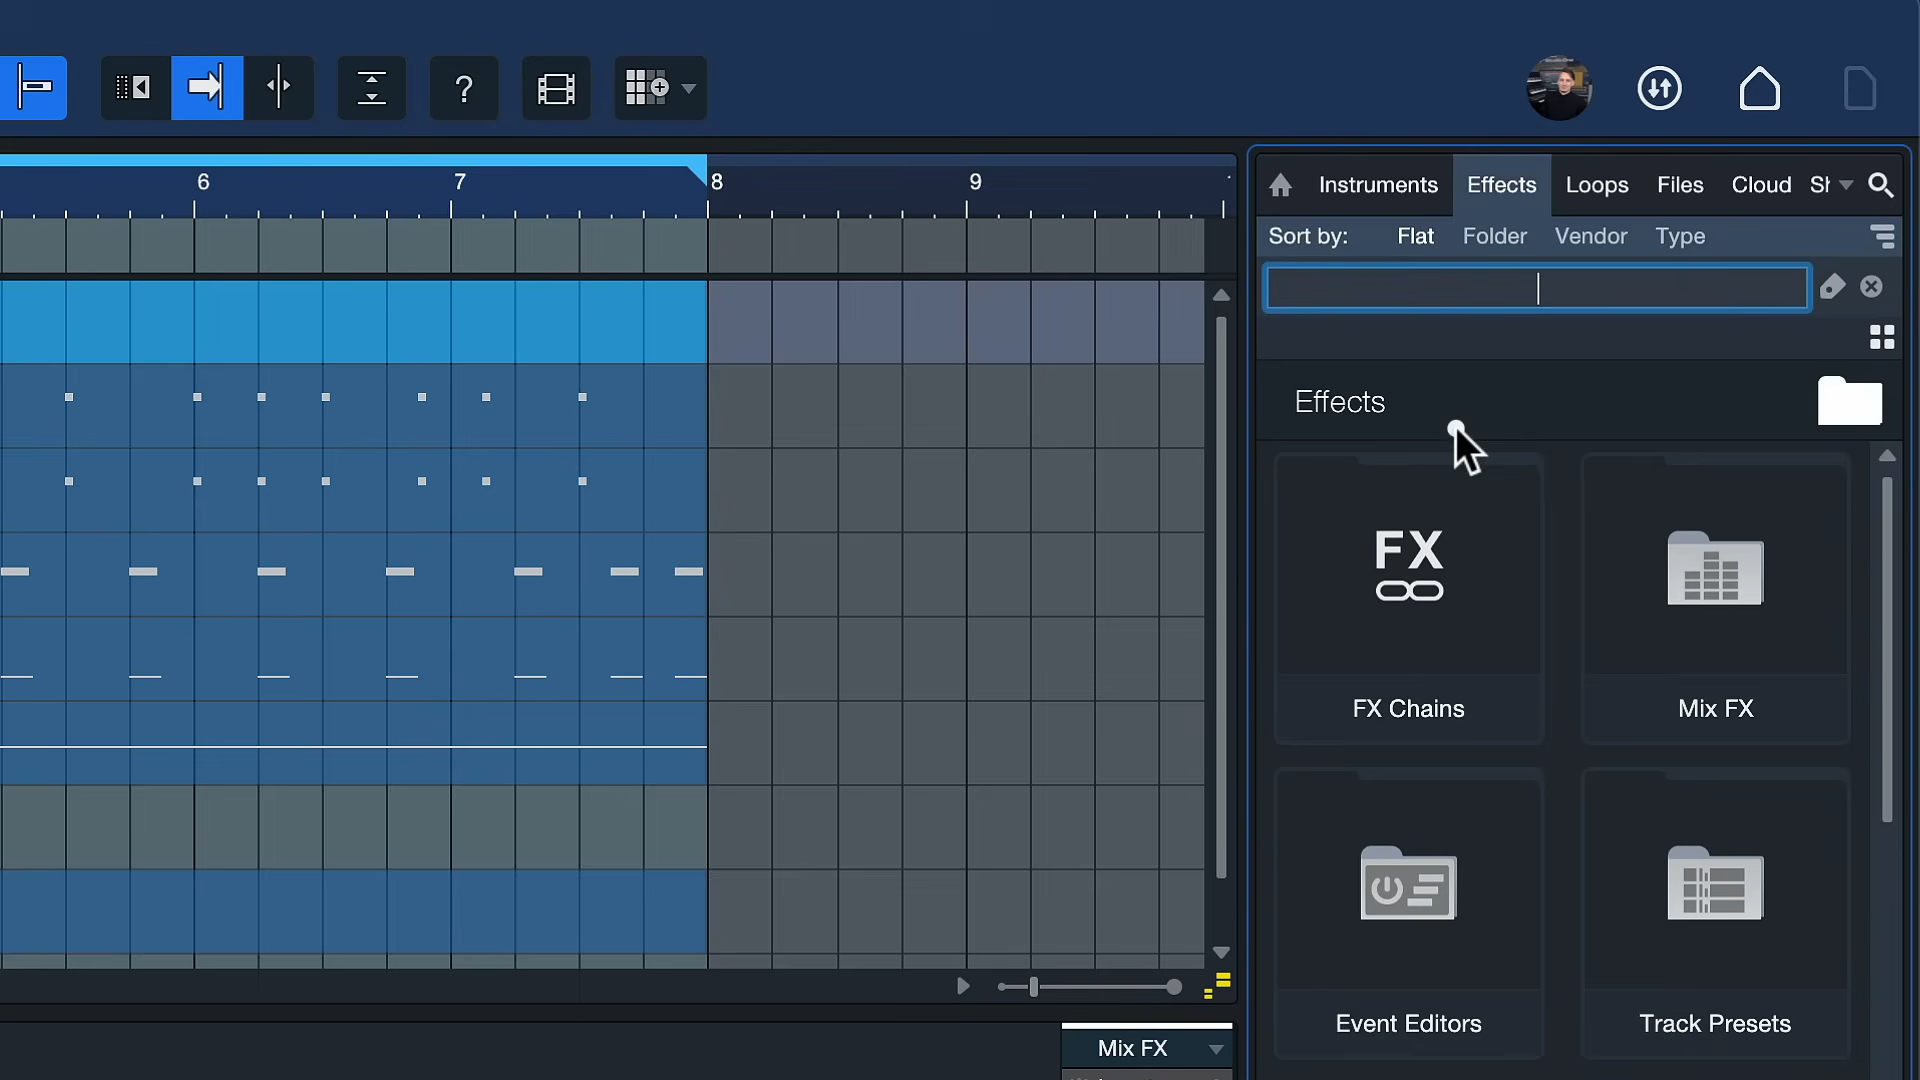 ?
6 7 8 9
Instruments Effects Loops Files Cloud Sh
Sort by: Flat Folder Vendor Type
Effects
FX
FX Chains
Mix FX
Event Editors
Track Presets
Mix FX